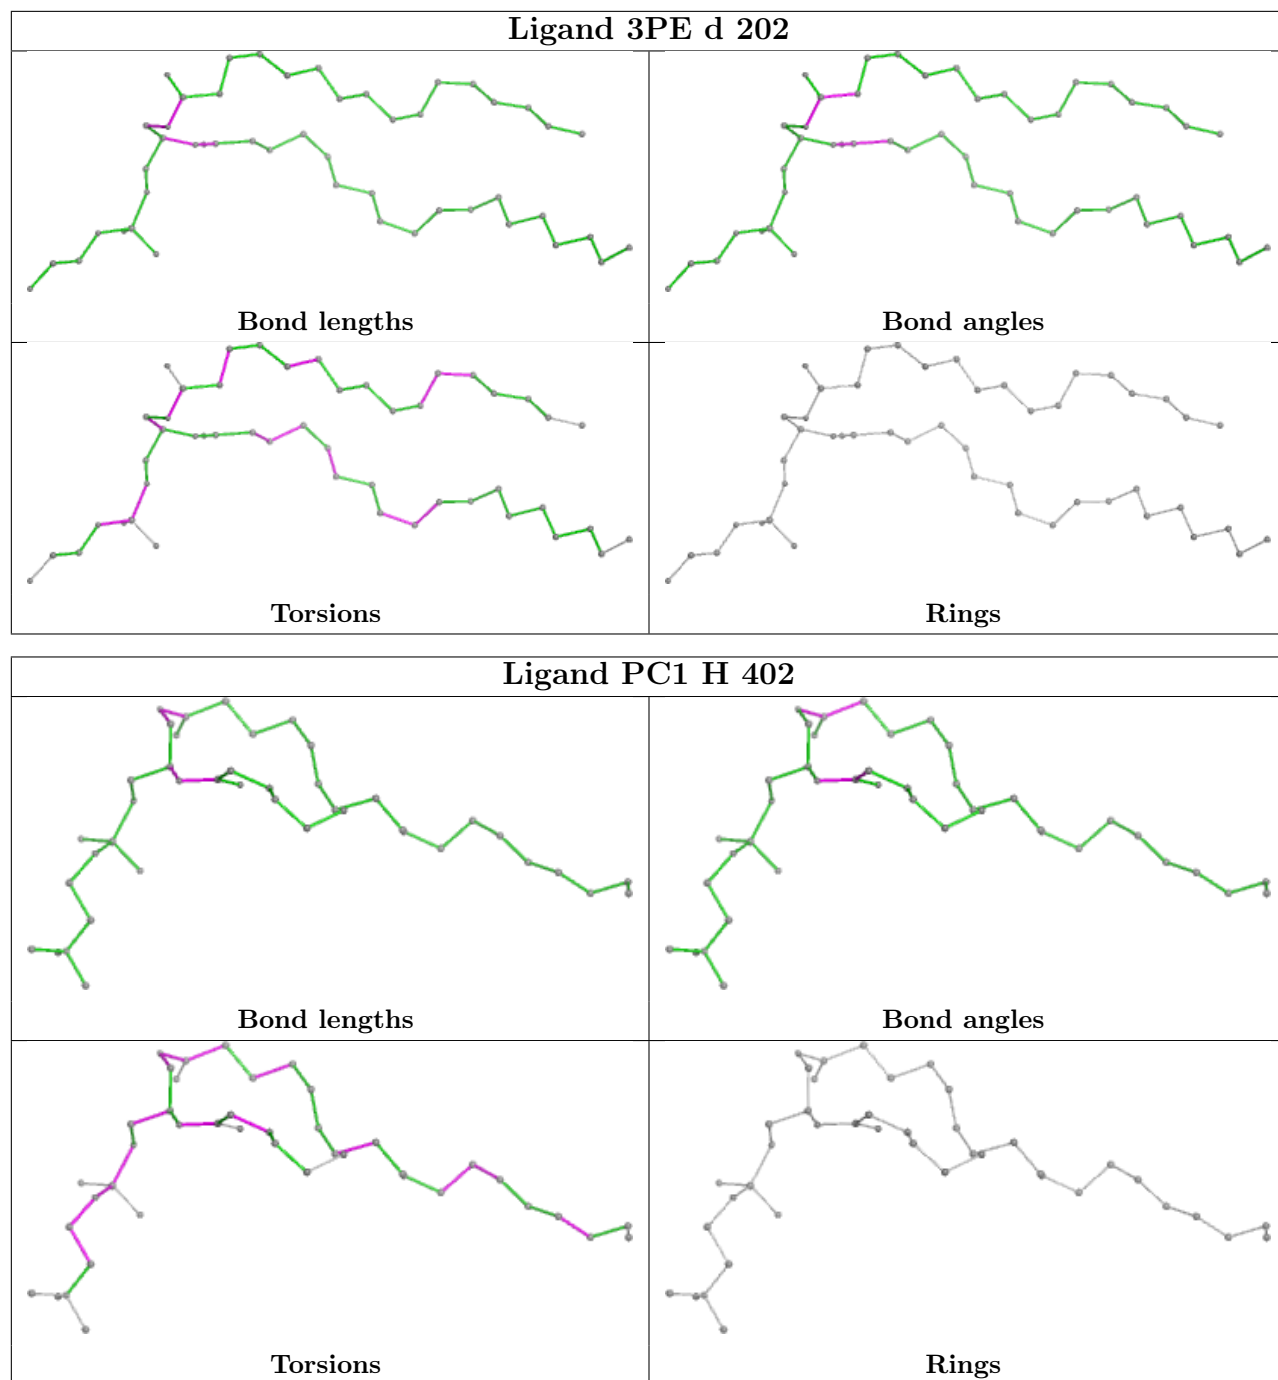 Ligand 3PE d 202
Bond lengths
Bond angles
Torsions
Rings
Ligand PC1 H 402
Bond lengths
Bond angles
Torsions
Rings